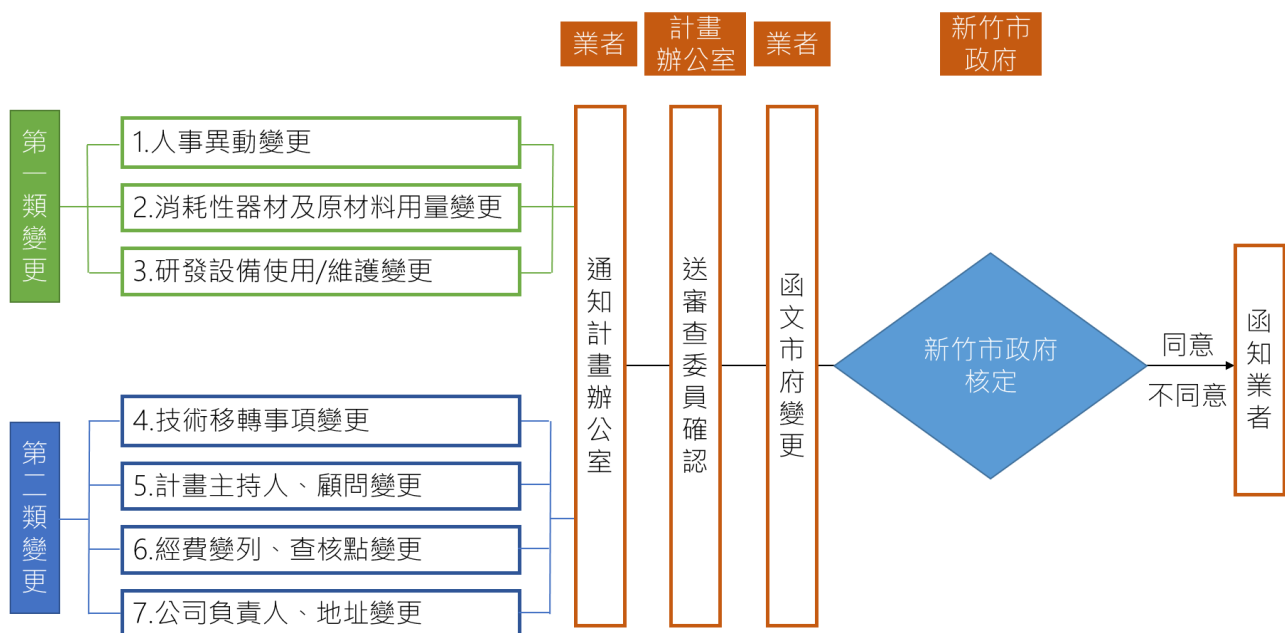 業者
計畫
辦公室
業者
新竹市
政府
第一類變更
1.人事異動變更
2.消耗性器材及原材料用量變更
3.研發設備使用/維護變更
第二類變更
4.技術移轉事項變更
5.計畫主持人、顧問變更
6.經費變列、查核點變更
7.公司負責人、地址變更
通知計畫辦公室
送審查委員確認
函文市府變更
新竹市政府
核定
同意
不同意
函知業者